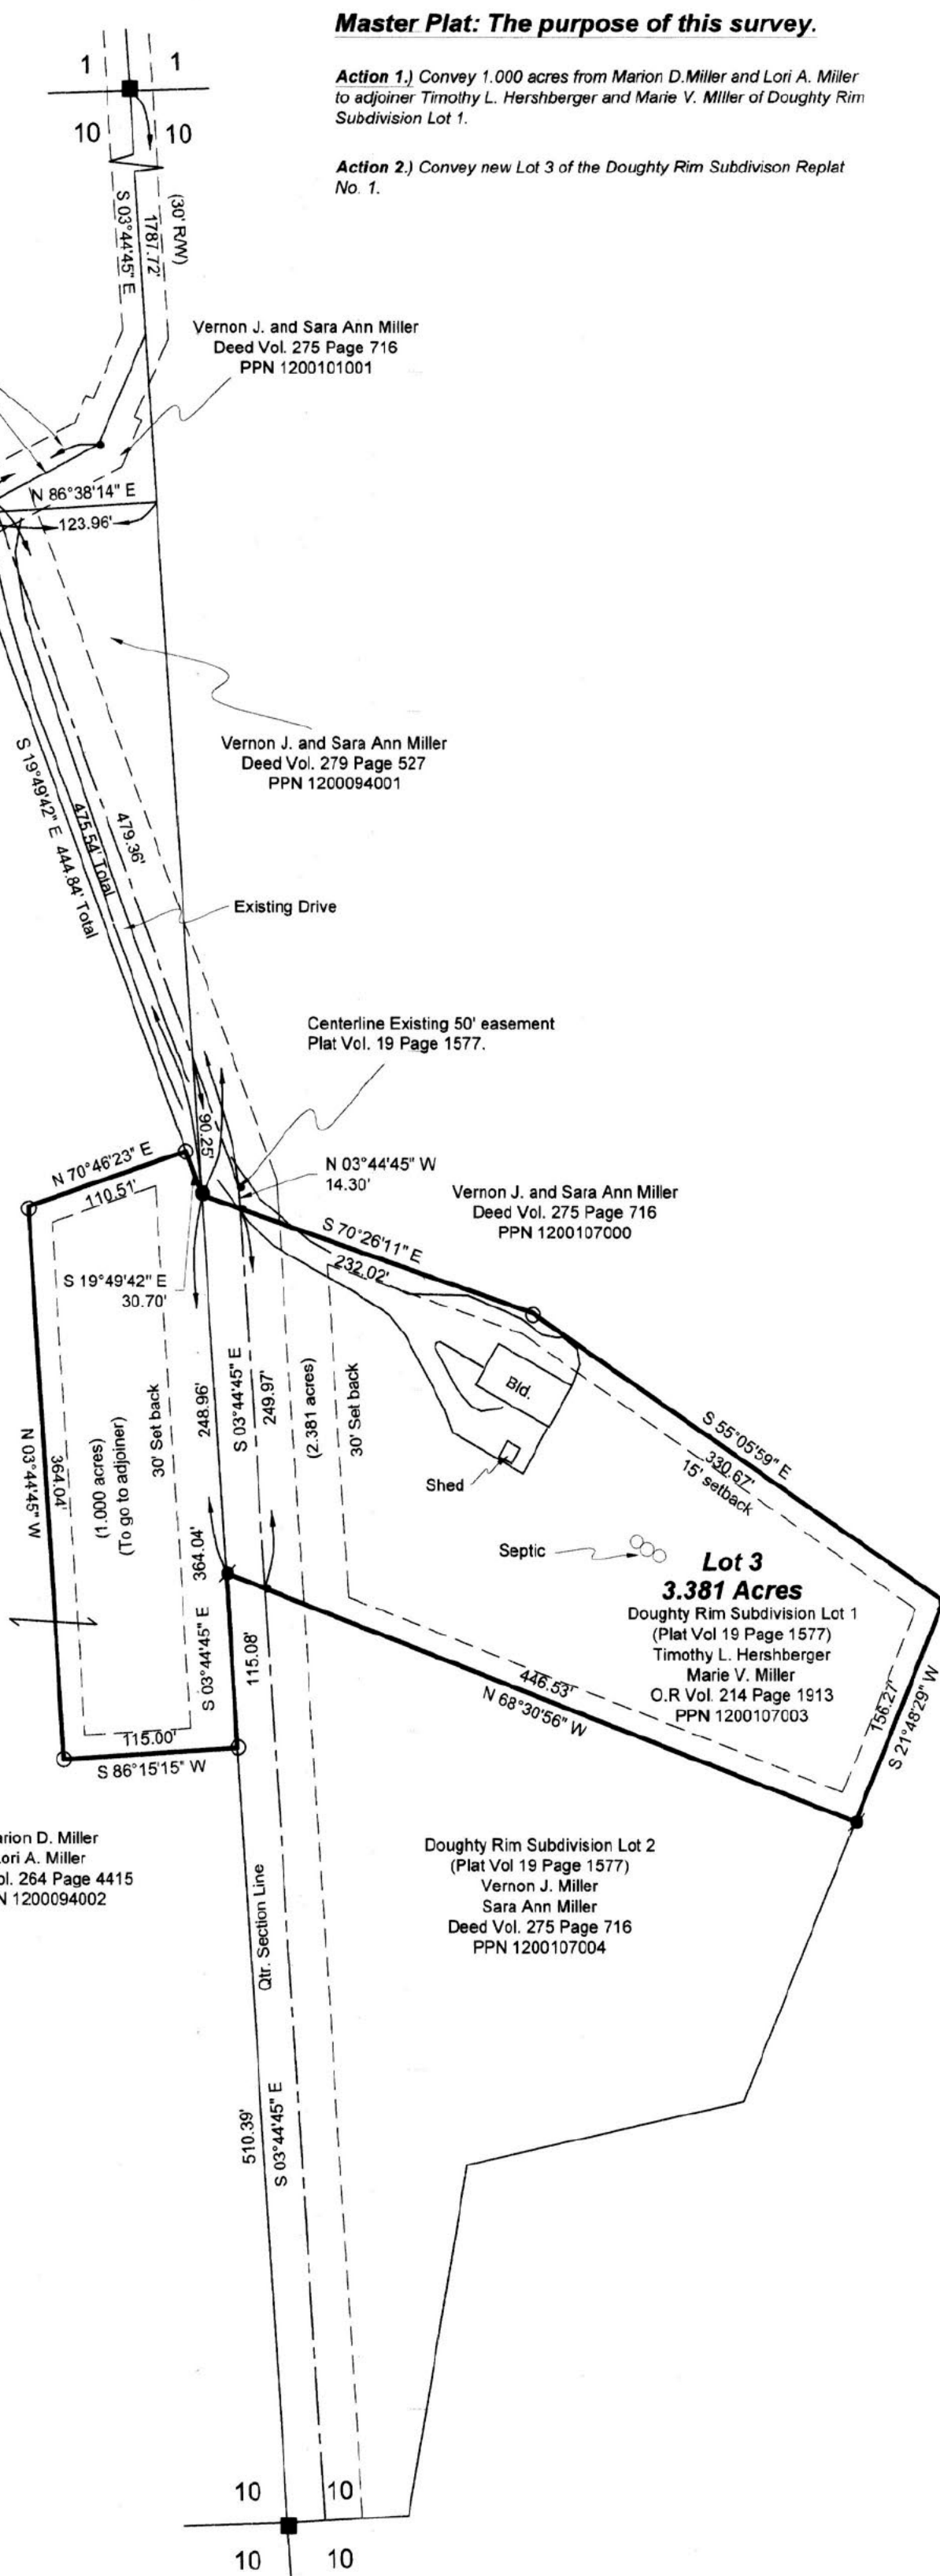 Master Plat: The purpose of this survey.
Action 1.) Convey 1.000 acres from Marion D.Miller and Lori A. Miller
to adjoiner Timothy L. Hershberger and Marie V. Miller of Doughty Rim
Subdivision Lot 1.
Action 2.) Convey new Lot 3 of the Doughty Rim Subdivison Replat
No. 1.
1 1
10 10
S 03°44'45" E
1787.72'
(30' R/W)
Vernon J. and Sara Ann Miller
Deed Vol. 275 Page 716
PPN 1200101001
N 86°38'14" E
123.96'
Vernon J. and Sara Ann Miller
Deed Vol. 279 Page 527
PPN 1200094001
S 19°49'42" E 444.84' Total
475.54' Total
479.36'
Existing Drive
Centerline Existing 50' easement
Plat Vol. 19 Page 1577.
90.25'
N 03°44'45" W
14.30'
N 70°46'23" E
110.51'
Vernon J. and Sara Ann Miller
Deed Vol. 275 Page 716
PPN 1200107000
S 70°26'11" E
232.02'
S 19°49'42" E
30.70'
N 03°44'45" W
364.04'
(1.000 acres)
(To go to adjoiner)
30' Set back
248.96'
S 03°44'45" E
249.97'
(2.381 acres)
30' Set back
Bld.
Shed
S 55°05'59" E
330.67'
15' setback
Septic
Lot 3
3.381 Acres
Doughty Rim Subdivision Lot 1
(Plat Vol 19 Page 1577)
Timothy L. Hershberger
Marie V. Miller
O.R Vol. 214 Page 1913
PPN 1200107003
156.27'
S 21°48'29" W
S 03°44'45" E 364.04'
115.08'
446.53'
N 68°30'56" W
115.00'
S 86°15'15" W
arion D. Miller
ori A. Miller
ol. 264 Page 4415
N 1200094002
Doughty Rim Subdivision Lot 2
(Plat Vol 19 Page 1577)
Vernon J. Miller
Sara Ann Miller
Deed Vol. 275 Page 716
PPN 1200107004
Qtr. Section Line
510.39'
S 03°44'45" E
10 10
10 10